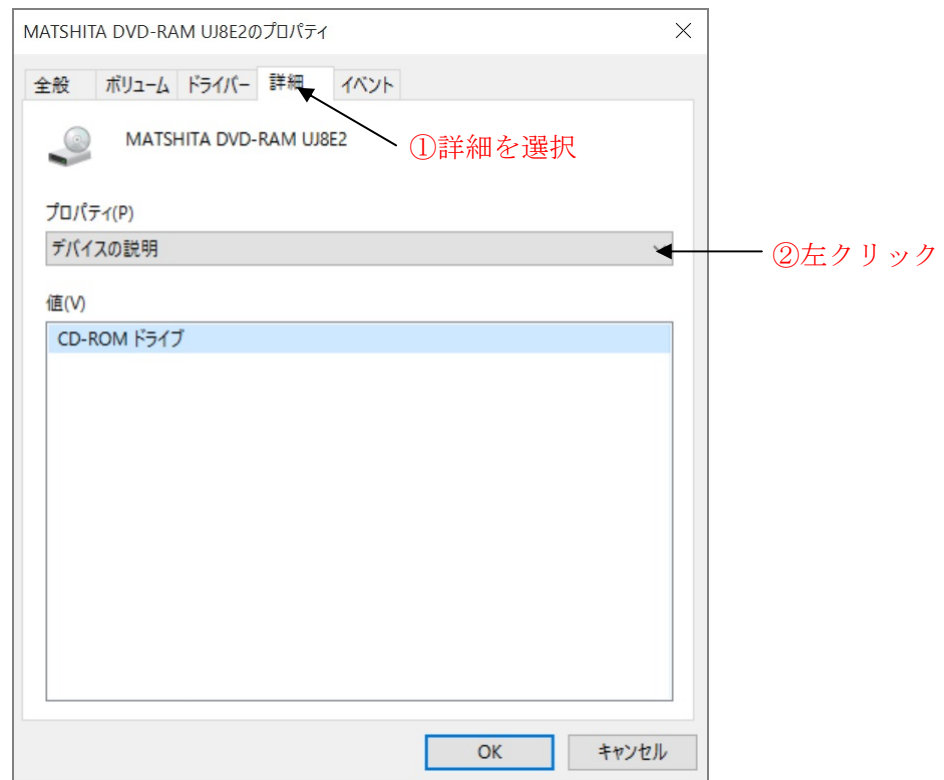 MATSHITA DVD-RAM UJ8E2のプロパティ
全般 ボリューム ドライバー 詳細 イベント
MATSHITA DVD-RAM UJ8E2
①詳細を選択
プロパティ(P)
デバイスの説明
②左クリック
値(V)
CD-ROM ドライブ
OK キャンセル